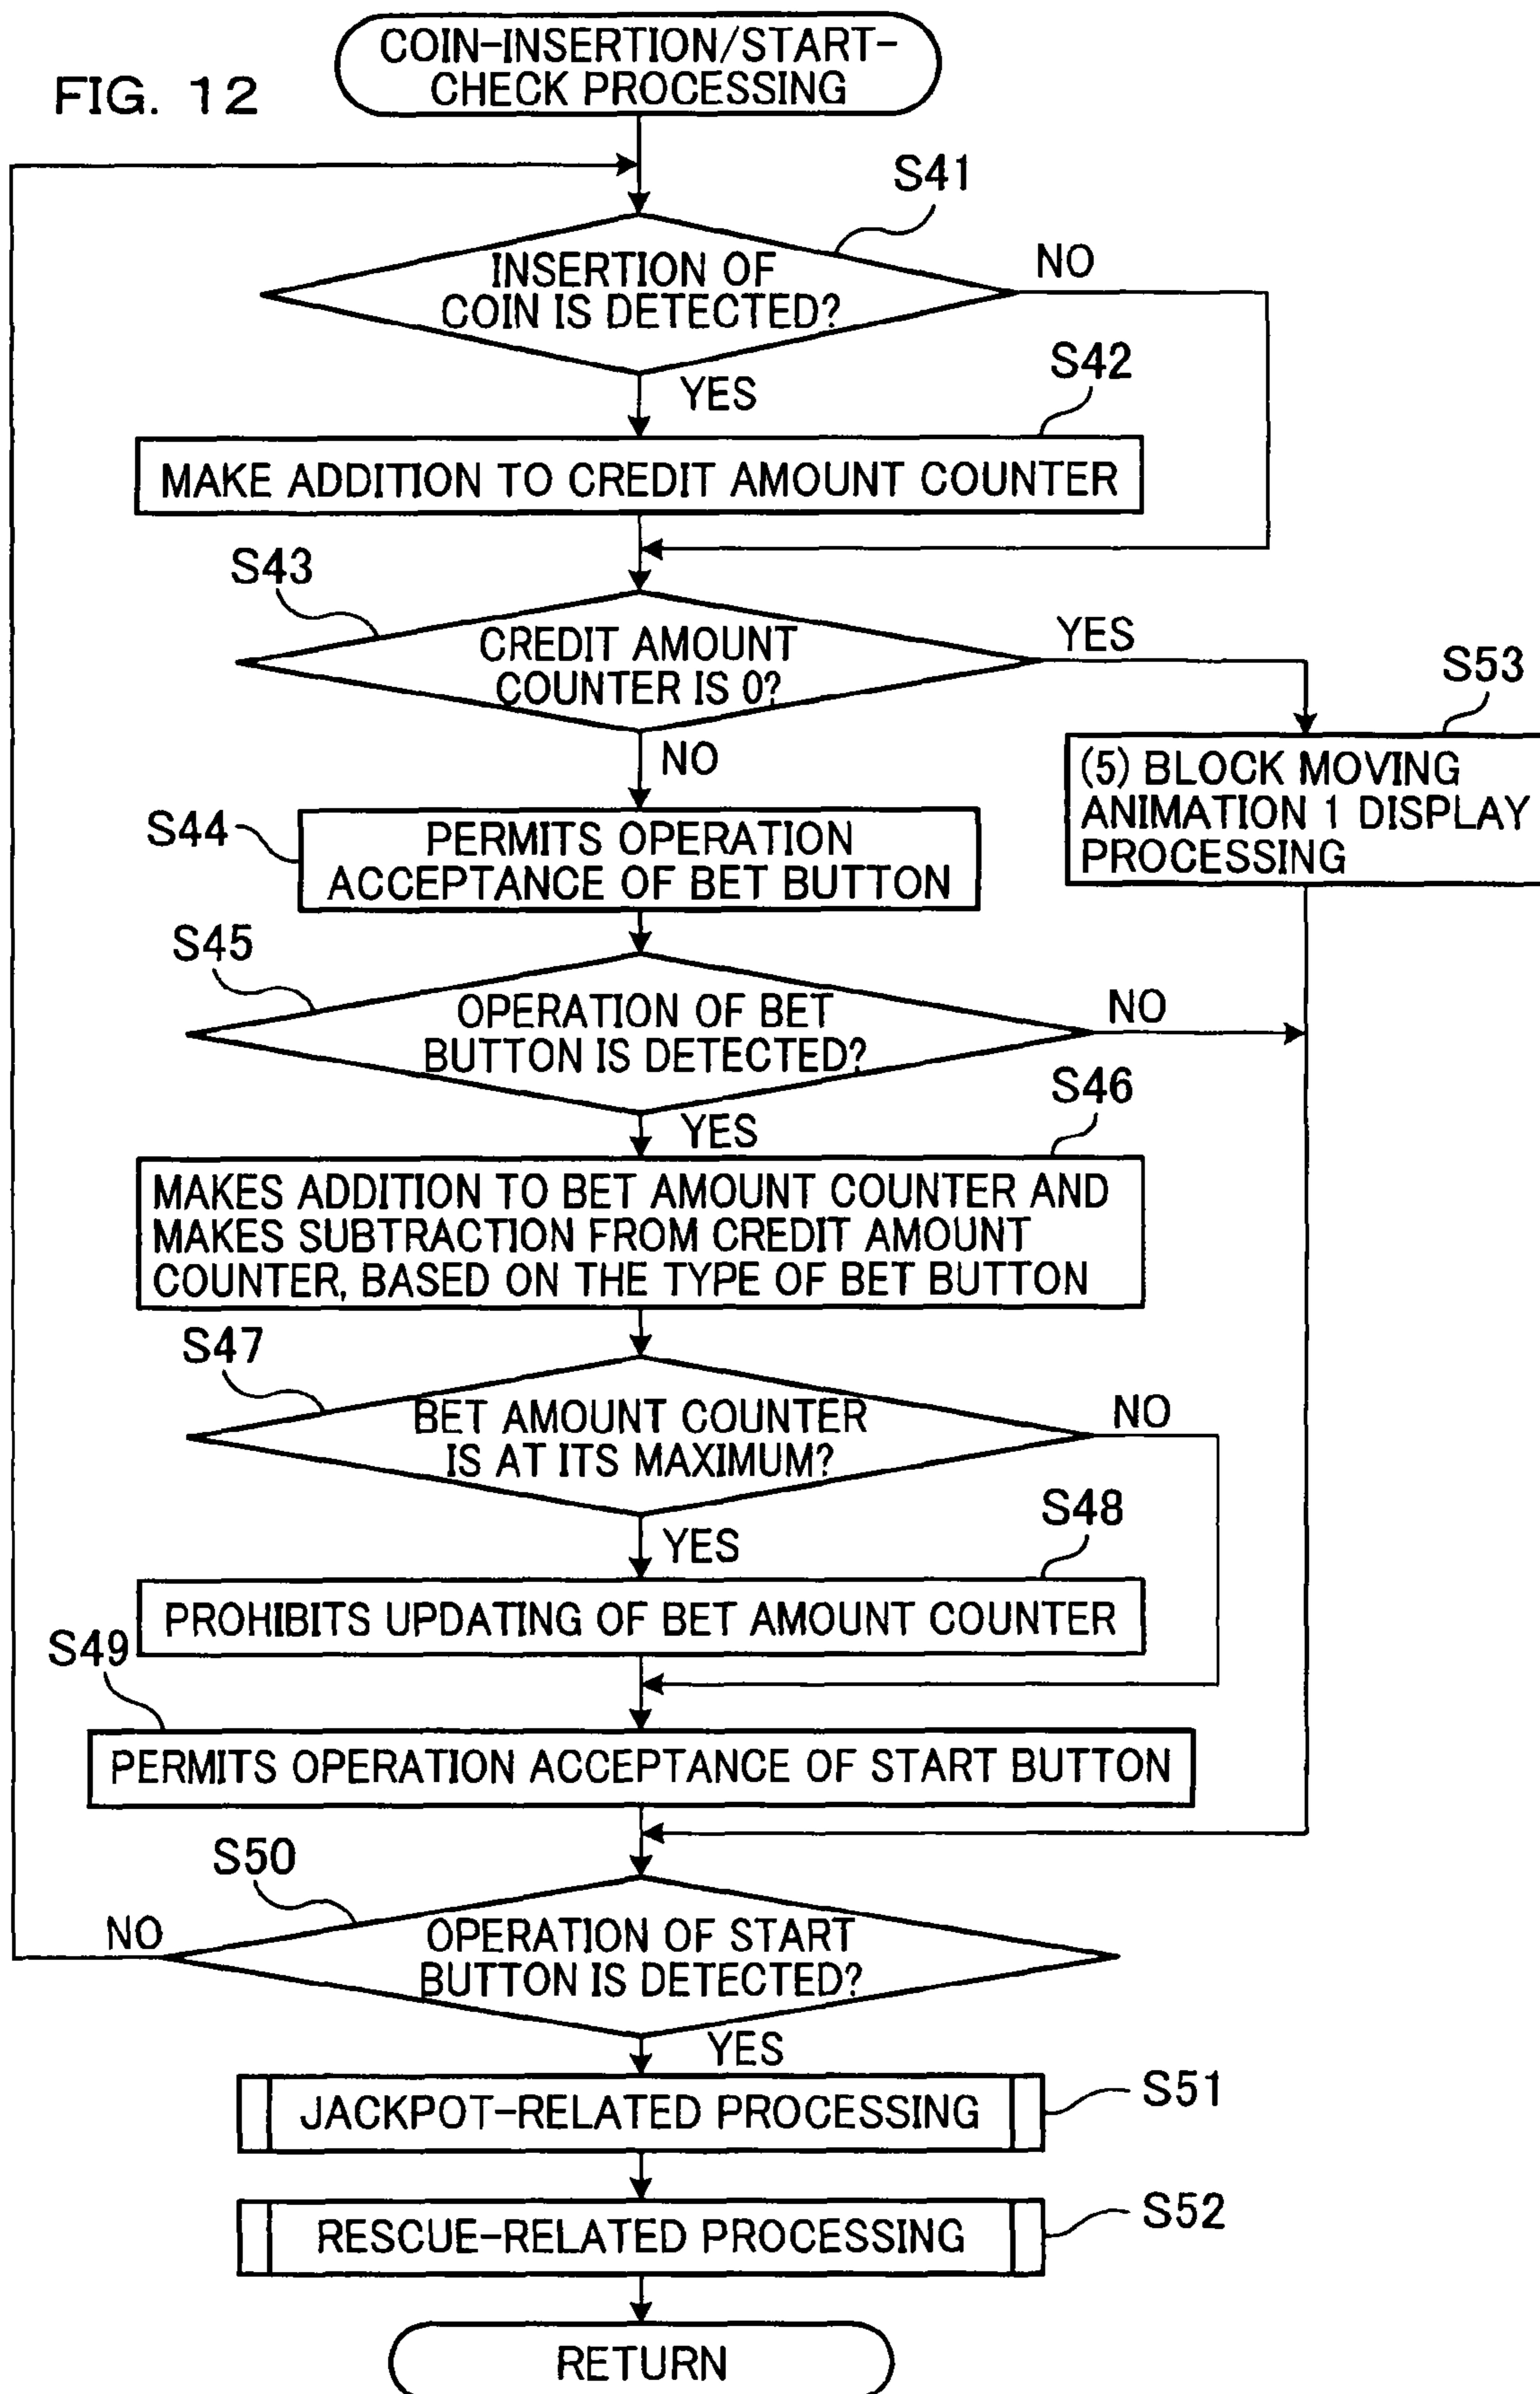 FIG. 12
COIN-INSERTION/START-
CHECK PROCESSING
S41
INSERTION OF
COIN IS DETECTED?
NO
YES
S42
MAKE ADDITION TO CREDIT AMOUNT COUNTER
S43
CREDIT AMOUNT
COUNTER IS 0?
YES
NO
S53
(5) BLOCK MOVING
ANIMATION 1 DISPLAY
PROCESSING
S44
PERMITS OPERATION
ACCEPTANCE OF BET BUTTON
S45
OPERATION OF BET
BUTTON IS DETECTED?
NO
YES
S46
MAKES ADDITION TO BET AMOUNT COUNTER AND
MAKES SUBTRACTION FROM CREDIT AMOUNT
COUNTER, BASED ON THE TYPE OF BET BUTTON
S47
BET AMOUNT COUNTER
IS AT ITS MAXIMUM?
NO
YES
S48
PROHIBITS UPDATING OF BET AMOUNT COUNTER
S49
PERMITS OPERATION ACCEPTANCE OF START BUTTON
S50
OPERATION OF START
BUTTON IS DETECTED?
NO
YES
JACKPOT-RELATED PROCESSING
S51
RESCUE-RELATED PROCESSING
S52
RETURN